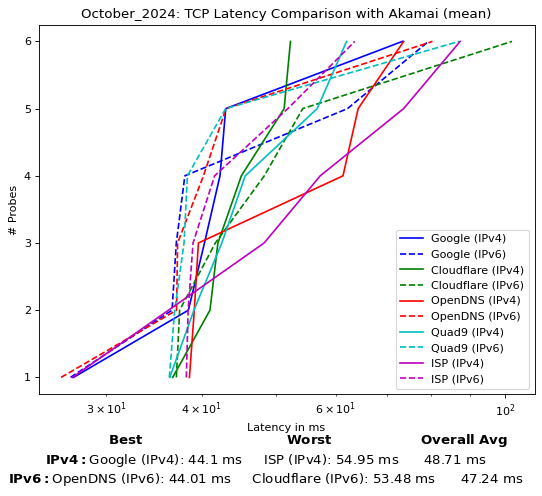 October_2024: TCP Latency Comparison with Akamai (mean)
6
5
4
3
2
1
# Probes
Google (IPv4)
Google (IPv6)
Cloudflare (IPv4)
Cloudflare (IPv6)
OpenDNS (IPv4)
OpenDNS (IPv6)
Quad9 (IPv4)
Quad9 (IPv6)
ISP (IPv4)
ISP (IPv6)
3 × 10¹ 4 × 10¹ 6 × 10¹ 10²
Latency in ms
Best Worst Overall Avg
IPv4: Google (IPv4): 44.1 ms ISP (IPv4): 54.95 ms 48.71 ms
IPv6: OpenDNS (IPv6): 44.01 ms Cloudflare (IPv6): 53.48 ms 47.24 ms